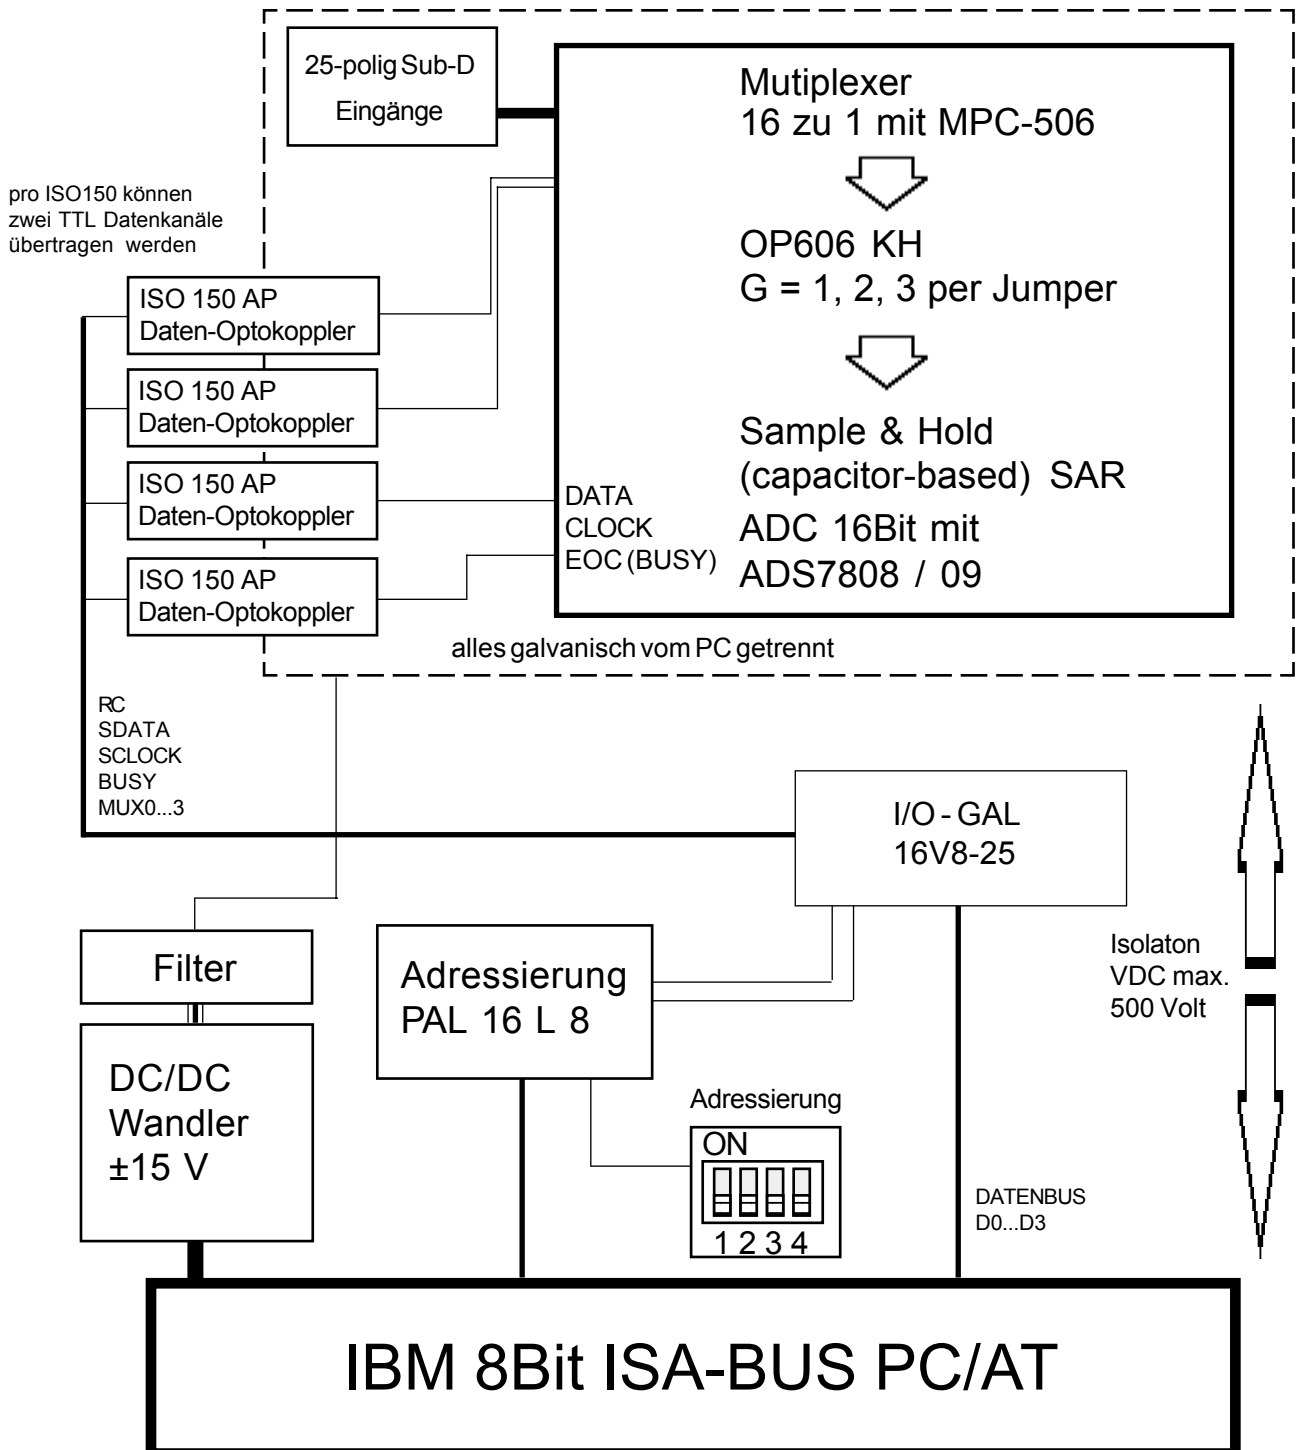 25-polig Sub-D
Eingänge
Mutiplexer
16 zu 1 mit MPC-506
OP606 KH
G = 1, 2, 3 per Jumper
Sample & Hold
(capacitor-based) SAR
ADC 16Bit mit
ADS7808 / 09
pro ISO150 können
zwei TTL Datenkanäle
übertragen werden
ISO 150 AP
Daten-Optokoppler
ISO 150 AP
Daten-Optokoppler
ISO 150 AP
Daten-Optokoppler
ISO 150 AP
Daten-Optokoppler
DATA
CLOCK
EOC (BUSY)
alles galvanisch vom PC getrennt
RC
SDATA
SCLOCK
BUSY
MUX0...3
I/O - GAL
16V8-25
Filter
Adressierung
PAL 16 L 8
Isolaton
VDC max.
500 Volt
DC/DC
Wandler
±15 V
Adressierung
ON
1 2 3 4
DATENBUS
D0...D3
IBM 8Bit ISA-BUS PC/AT